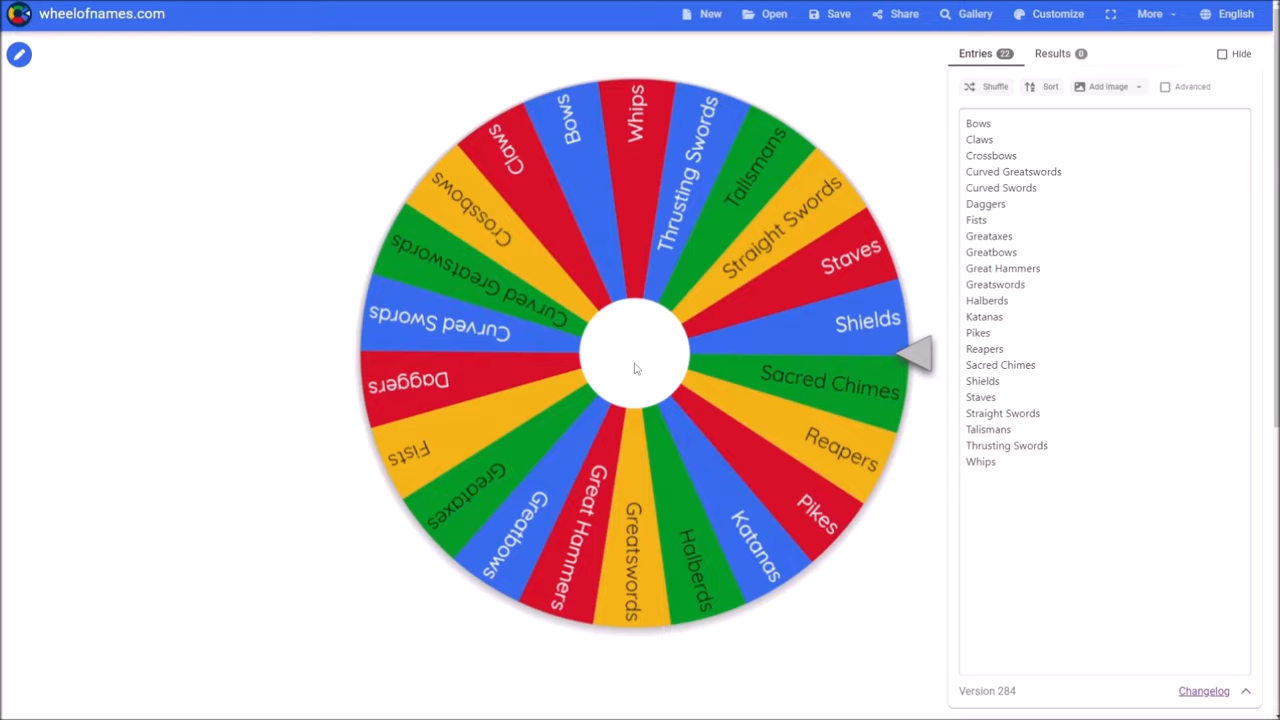 wheelofnames.com
New
Open
Save
Share
Gallery
Customize
More
English
Entries 22
Results 0
Hide
Shuffle
Sort
Add image
Advanced
Bows
Claws
Crossbows
Curved Greatswords
Curved Swords
Daggers
Fists
Greataxes
Greatbows
Great Hammers
Greatswords
Halberds
Katanas
Pikes
Reapers
Sacred Chimes
Shields
Staves
Straight Swords
Talismans
Thrusting Swords
Whips
Version 284
Changelog
Whips
Thrusting Swords
Talismans
Straight Swords
Staves
Shields
Sacred Chimes
Reapers
Pikes
Katanas
Halberds
Greatswords
Great Hammers
Greatbows
Greataxes
Fists
Daggers
Curved Swords
Curved Greatswords
Crossbows
Claws
Bows